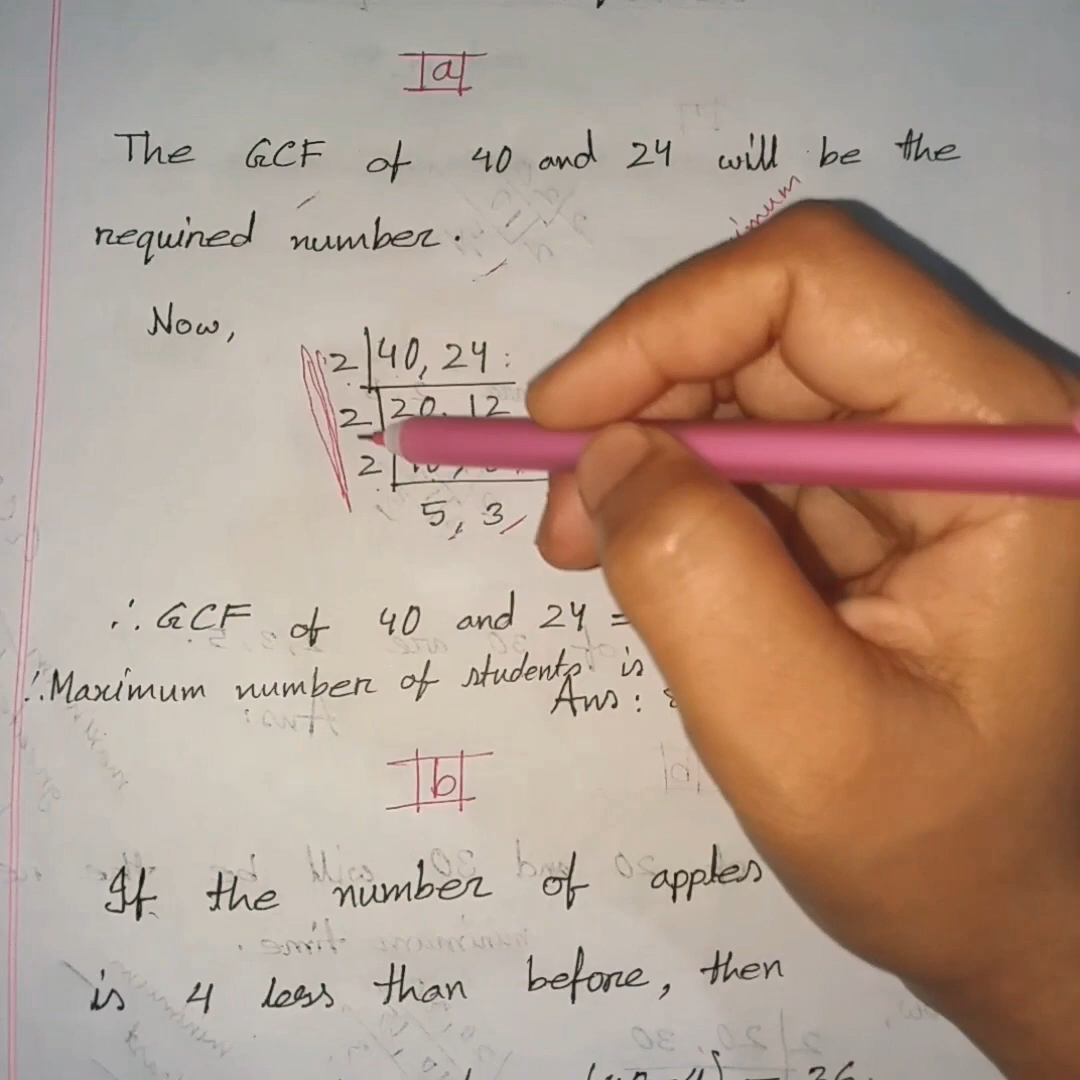 a
The GCF of 40 and 24 will be the
required number.
Now,
2 | 40, 24
2 | 20, 12
2
5, 3
∴ GCF of 40 and 24 =
∴ Maximum number of students is
Ans:
b
If the number of apples
is 4 less than before, then